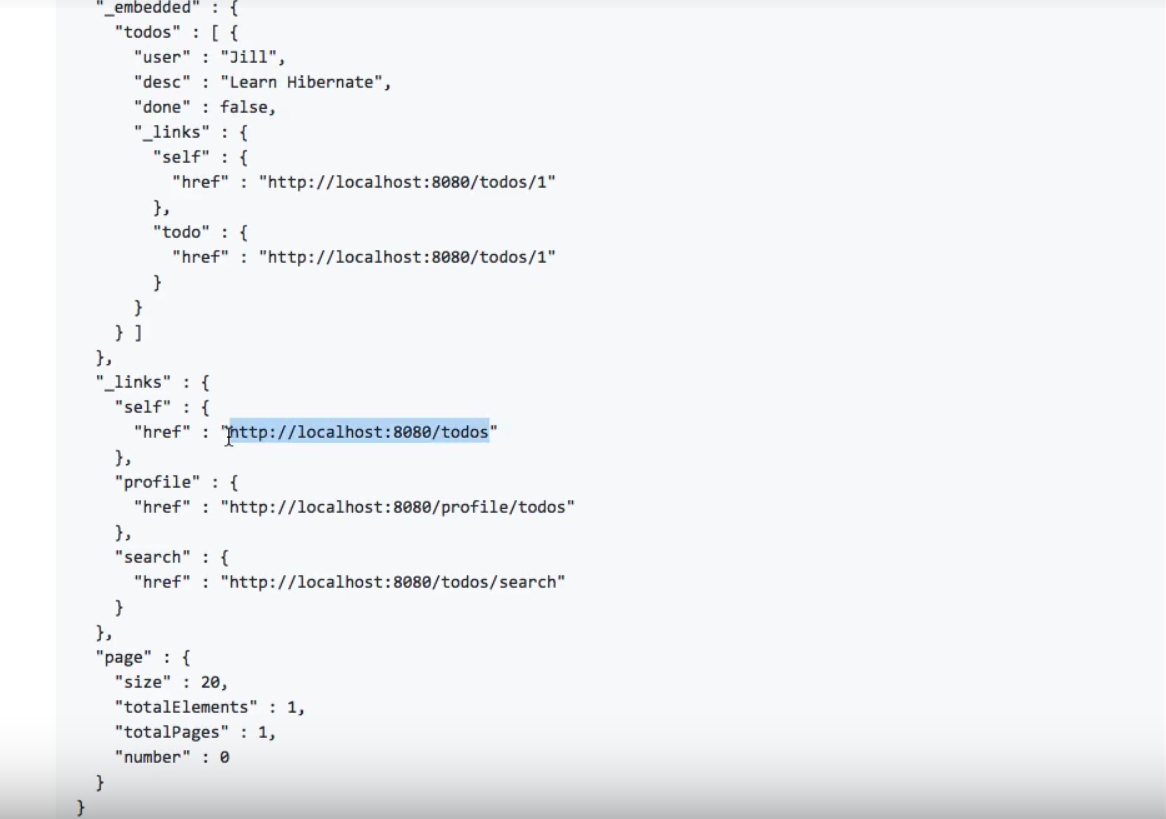 "_embedded" : {
"todos" : [ {
"user" : "Jill",
"desc" : "Learn Hibernate",
"done" : false,
"_links" : {
"self" : {
"href" : "http://localhost:8080/todos/1"
},
"todo" : {
"href" : "http://localhost:8080/todos/1"
}
}
} ]
},
"_links" : {
"self" : {
"href" : "http://localhost:8080/todos"
},
"profile" : {
"href" : "http://localhost:8080/profile/todos"
},
"search" : {
"href" : "http://localhost:8080/todos/search"
}
},
"page" : {
"size" : 20,
"totalElements" : 1,
"totalPages" : 1,
"number" : 0
}
}